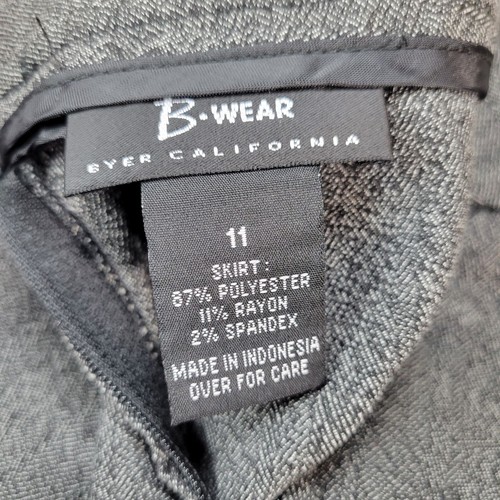 B•WEAR
BYER CALIFORNIA
11
SKIRT:
87% POLYESTER
11% RAYON
2% SPANDEX
MADE IN INDONESIA
OVER FOR CARE